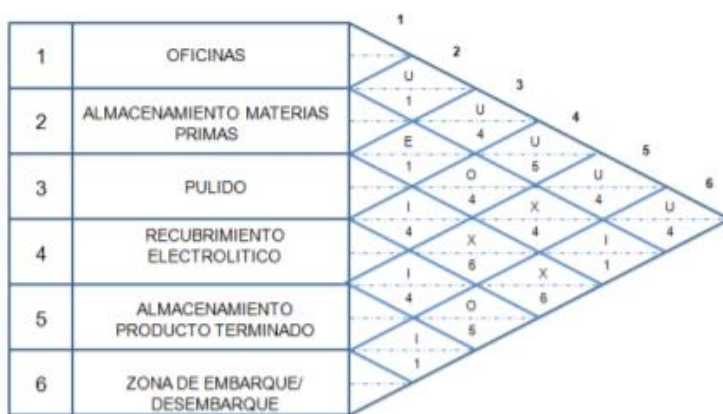 1
1 OFICINAS
2
U
1
3
2 ALMACENAMIENTO MATERIAS
PRIMAS
U
4
4
E
1
U
5
5
3 PULIDO
O
4
U
4
6
I
4
X
4
U
4
4 RECUBRIMIENTO
ELECTROLITICO
X
6
I
1
I
4
X
6
5 ALMACENAMIENTO
PRODUCTO TERMINADO
O
5
I
1
6 ZONA DE EMBARQUE/
DESEMBARQUE